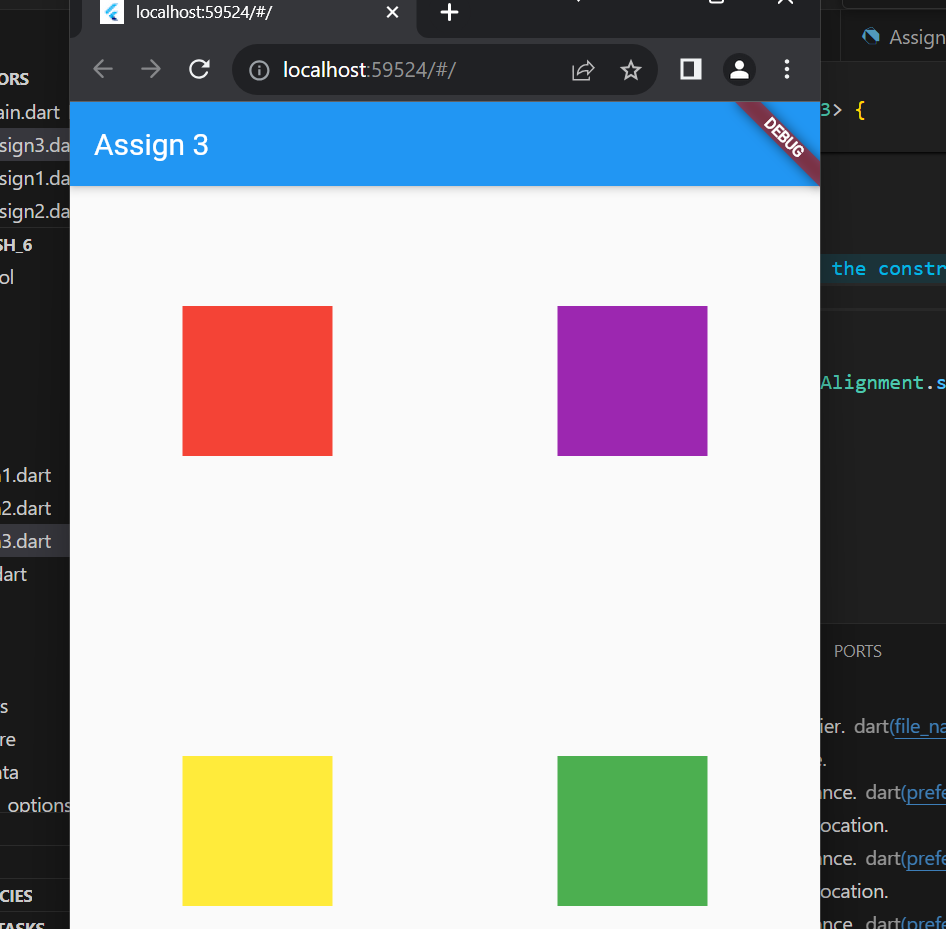 localhost:59524/#/
localhost:59524/#/
Assign 3
DEBUG
ORS
ain.dart
sign3.da
sign1.da
sign2.da
SH_6
ol
1.dart
2.dart
3.dart
dart
s
re
ta
options
CIES
TASKS
Assign
3> {
the constr
Alignment.s
PORTS
ier. dart(file_na
e.
ance. dart(prefe
ocation.
ance. dart(prefe
ocation.
ance. dart(prefe